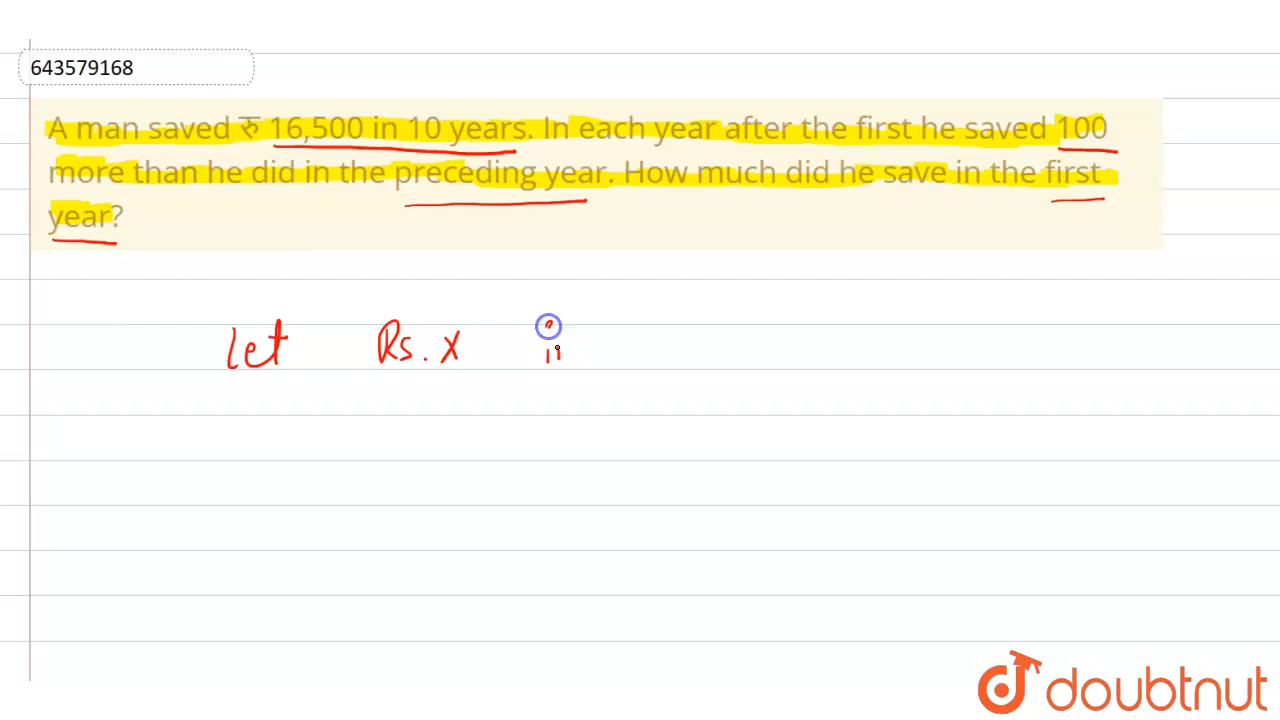 643579168
A man saved रु 16,500 in 10 years. In each year after the first he saved 100
more than he did in the preceding year. How much did he save in the first
year?
Let Rs. x
doubtnut